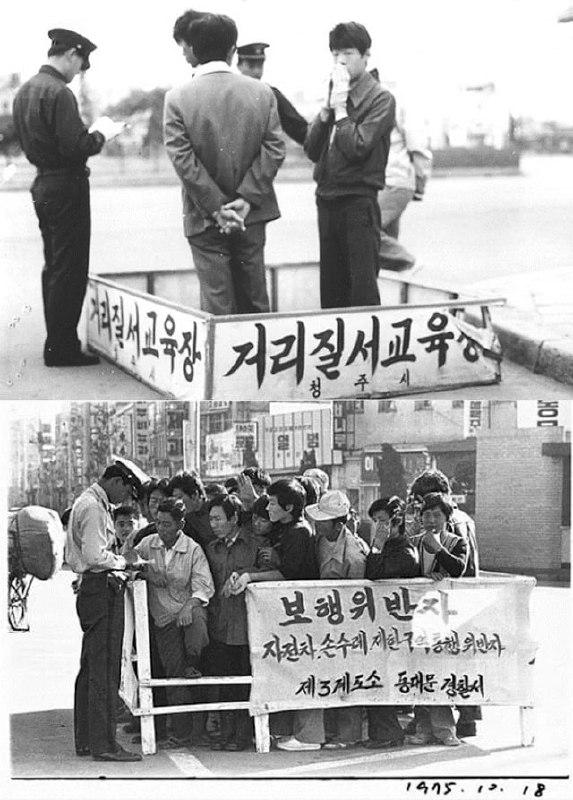 거리질서교육장
거리질서교육장
청주시
보행위반자
자전차.손수레 제한구역통행위반자
제3제도소 동대문 경찰서
1975.10.18